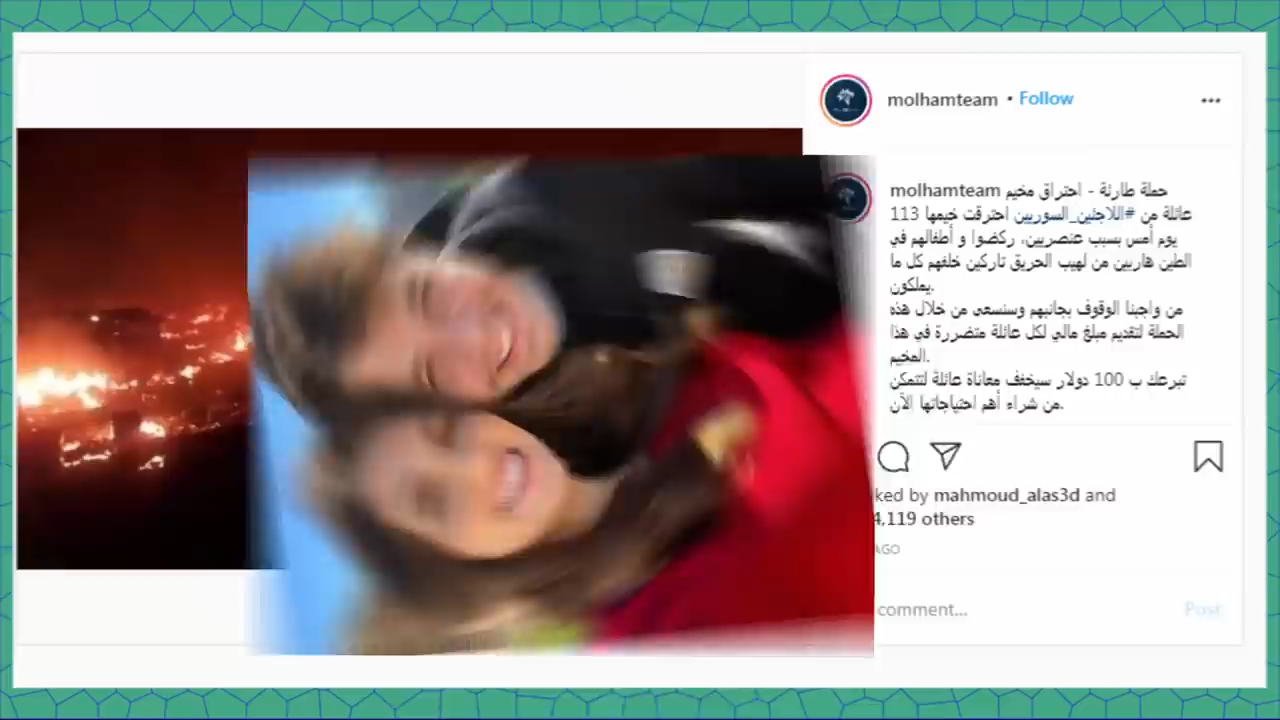 molhamteam • Follow
molhamteam حملة طارئة - احتراق مخيم
113 عائلة من #اللاجئين_السوريين احترقت خيمها
يوم أمس بسبب عنصريين، ركضوا و أطفالهم في
الطين هاربين من لهيب الحريق تاركين خلفهم كل ما
يملكون.
من واجبنا الوقوف بجانبهم وسنسعى من خلال هذه
الحملة لتقديم مبلغ مالي لكل عائلة متضررة في هذا
المخيم.
تبرعك ب 100 دولار سيخفف معاناة عائلة لتتمكن
من شراء أهم احتياجاتها الآن.
ked by mahmoud_alas3d and
4,119 others
AGO
comment...
Post